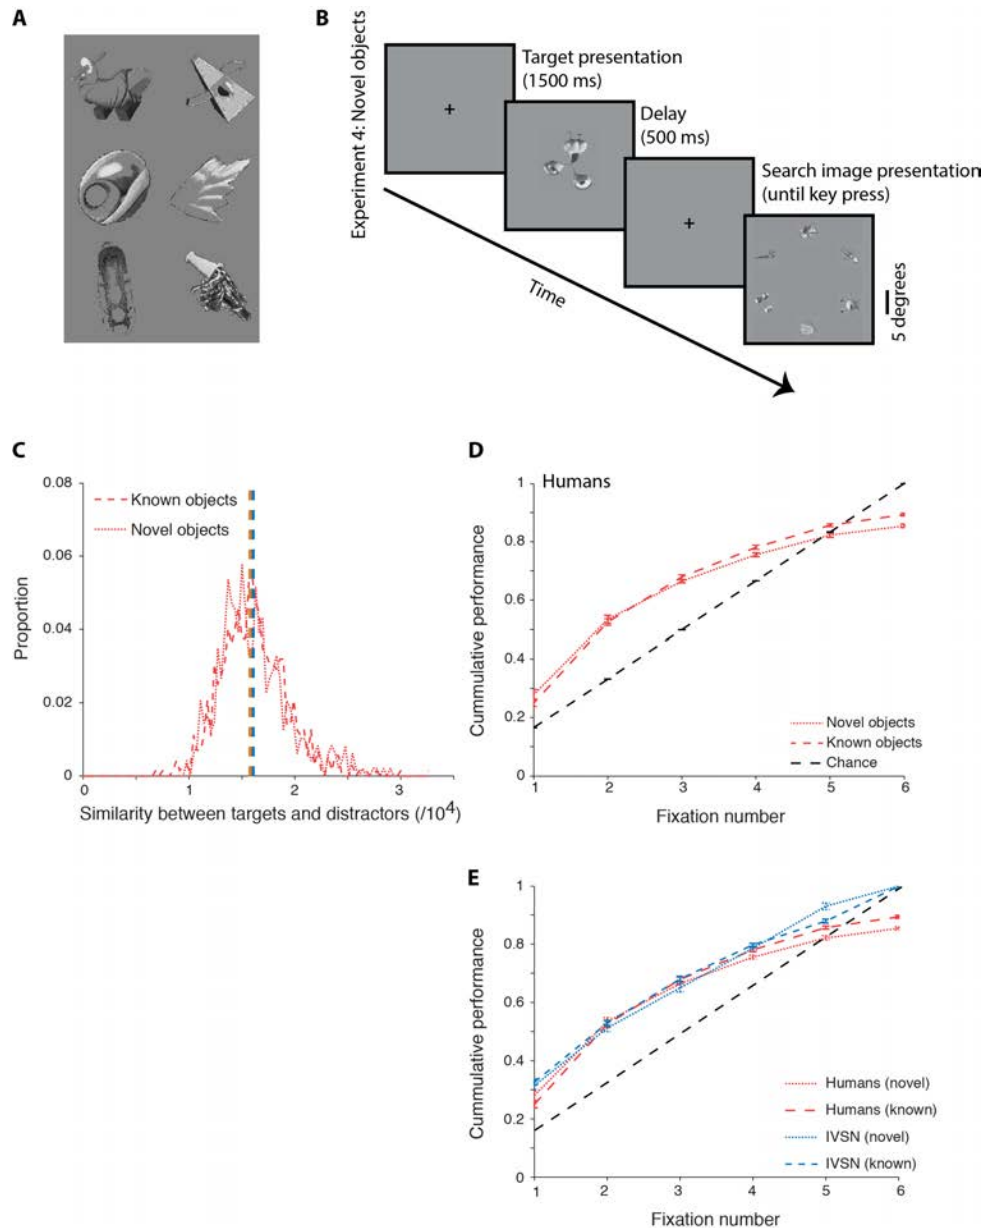 A
B
Experiment 4: Novel objects
Target presentation
(1500 ms)
Delay
(500 ms)
Search image presentation
(until key press)
Time
5 degrees
C
0.08
0.06
0.04
0.02
0
Proportion
Known objects
Novel objects
0
1
2
3
Similarity between targets and distractors (/10⁴)
D
Humans
1
0.8
0.6
0.4
0.2
0
Cummulative performance
Novel objects
Known objects
Chance
1 2 3 4 5 6
Fixation number
E
1
0.8
0.6
0.4
0.2
0
Cummulative performance
Humans (novel)
Humans (known)
IVSN (novel)
IVSN (known)
1 2 3 4 5 6
Fixation number